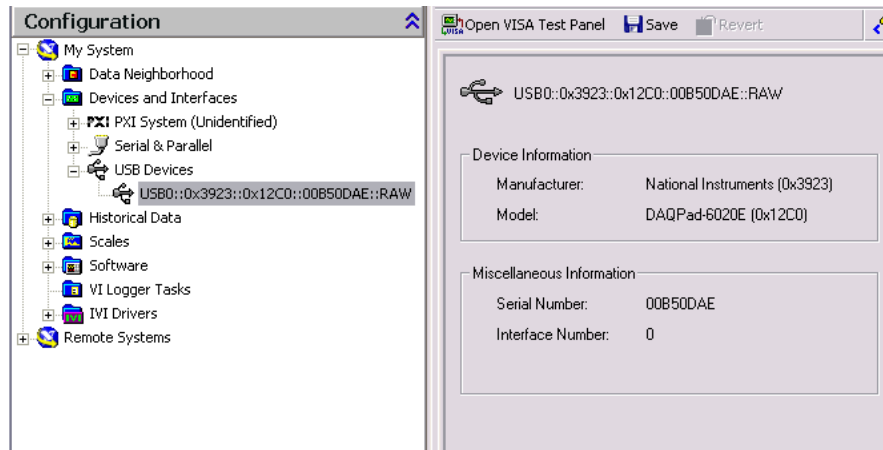 Configuration
My System
Data Neighborhood
Devices and Interfaces
PXI PXI System (Unidentified)
Serial & Parallel
USB Devices
USB0::0x3923::0x12C0::00B50DAE::RAW
Historical Data
Scales
Software
VI Logger Tasks
IVI IVI Drivers
Remote Systems
VISA Open VISA Test Panel Save Revert
USB0::0x3923::0x12C0::00B50DAE::RAW
Device Information
Manufacturer: National Instruments (0x3923)
Model: DAQPad-6020E (0x12C0)
Miscellaneous Information
Serial Number: 00B50DAE
Interface Number: 0